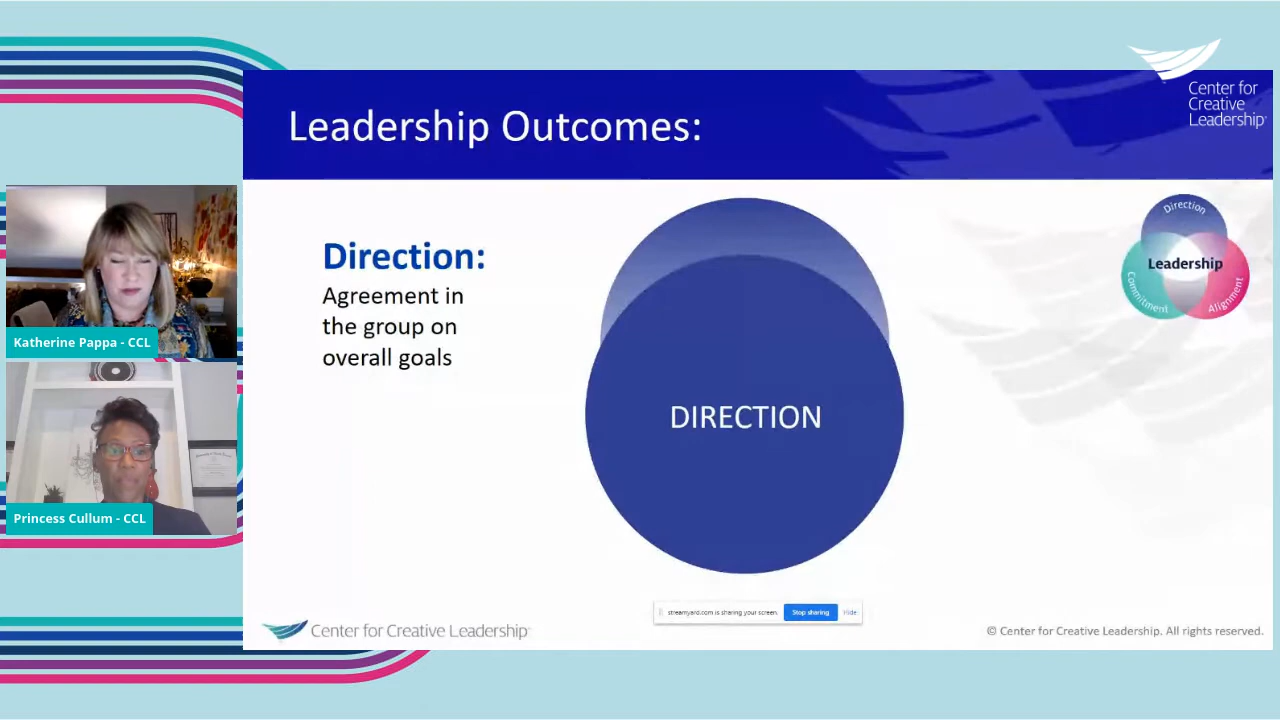 Center for
Creative
Leadership
Leadership Outcomes:
Direction:
Agreement in
the group on
overall goals
DIRECTION
Direction
Leadership
Commitment
Alignment
Katherine Pappa - CCL
Princess Cullum - CCL
streamyard.com is sharing your screen.
Stop sharing
Hide
Center for Creative Leadership
© Center for Creative Leadership. All rights reserved.